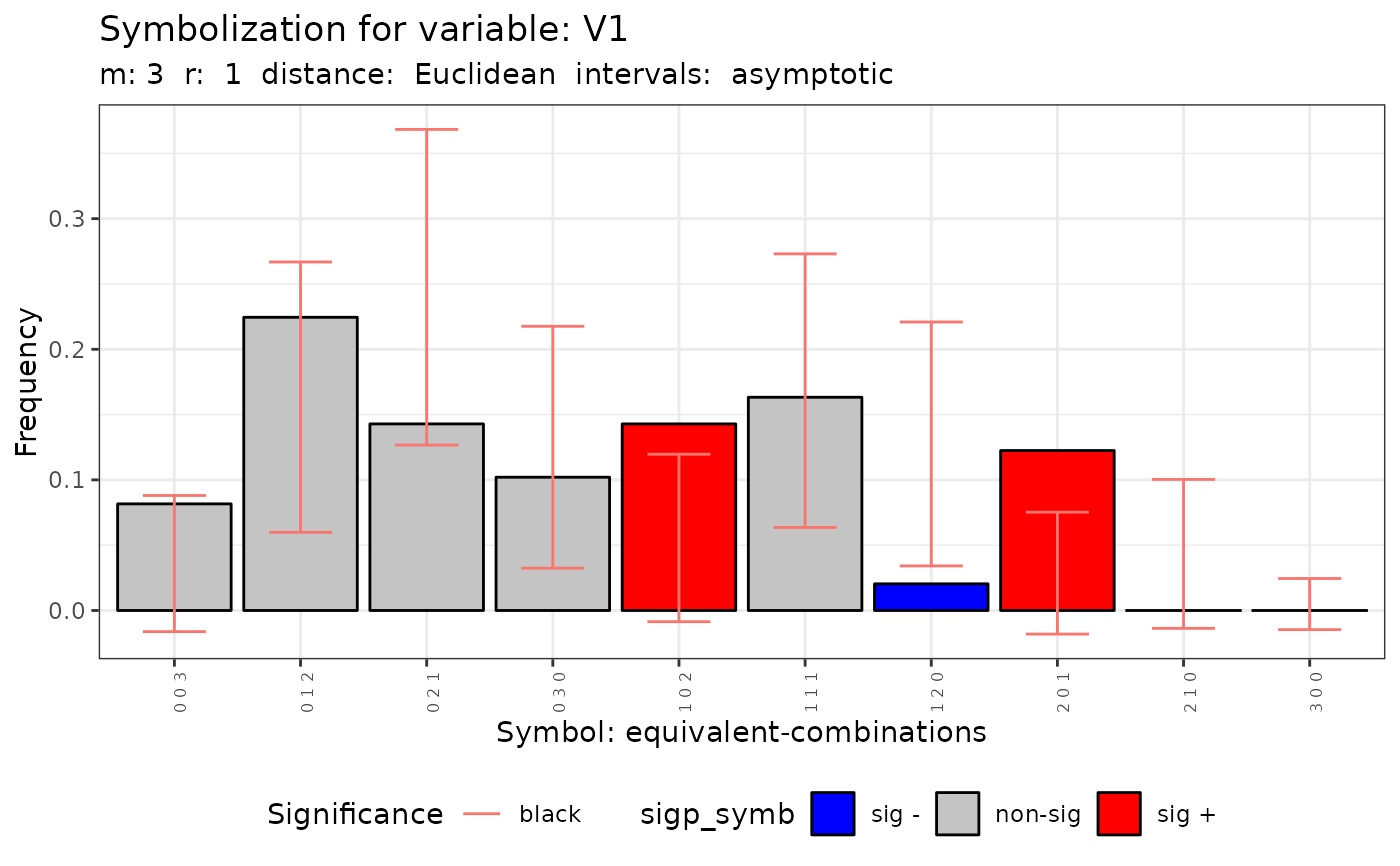 Symbolization for variable: V1
m: 3 r: 1 distance: Euclidean intervals: asymptotic
Frequency
0.3
0.2
0.1
0.0
0 0 3
0 1 2
0 2 1
0 3 0
1 0 2
1 1 1
1 2 0
2 0 1
2 1 0
3 0 0
Symbol: equivalent-combinations
Significance black sigp_symb sig - non-sig sig +